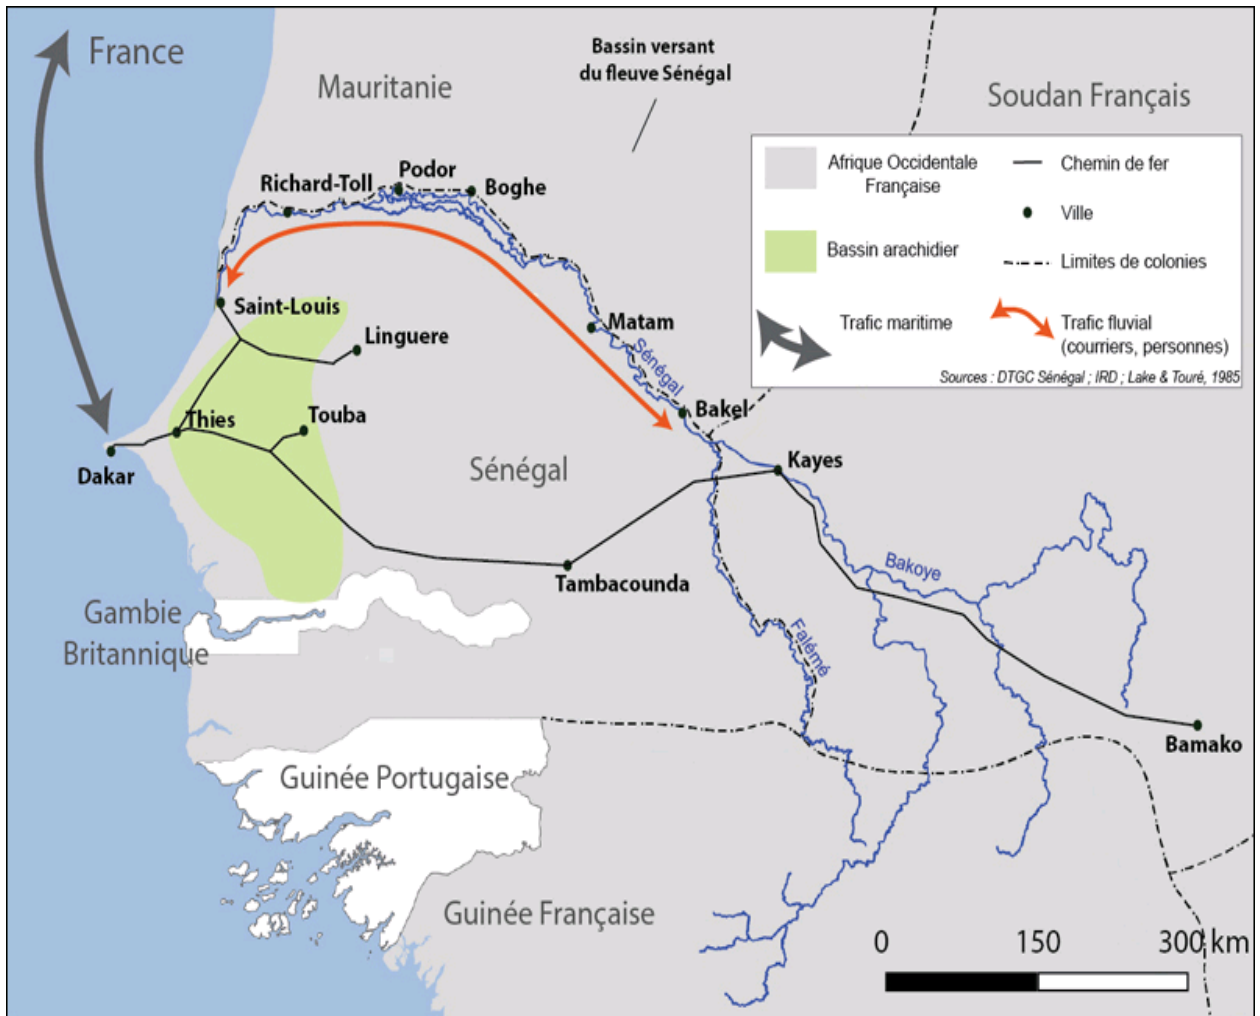 France
Bassin versant
du fleuve Sénégal
Mauritanie
Soudan Français
Afrique Occidentale
Française
Chemin de fer
Ville
Bassin arachidier
Limites de colonies
Trafic maritime
Trafic fluvial
(courriers, personnes)
Sources : DTGC Sénégal ; IRD ; Lake & Touré, 1985
Podor
Richard-Toll
Boghe
Saint-Louis
Linguere
Matam
Sénégal
Bakel
Thies
Touba
Dakar
Sénégal
Kayes
Tambacounda
Bakoye
Gambie
Britannique
Falémé
Bamako
Guinée Portugaise
Guinée Française
0 150 300 km